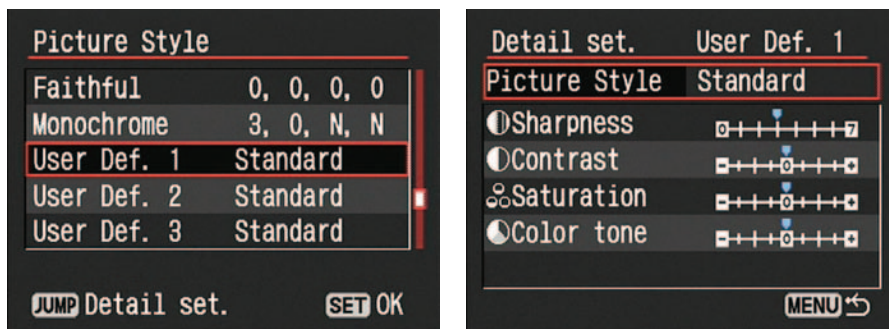 Picture Style
Faithful 0, 0, 0, 0
Monochrome 3, 0, N, N
User Def. 1 Standard
User Def. 2 Standard
User Def. 3 Standard
JUMP Detail set. SET OK
Detail set. User Def. 1
Picture Style Standard
Sharpness 0 7
Contrast - 0 +
Saturation - 0 +
Color tone - 0 +
MENU